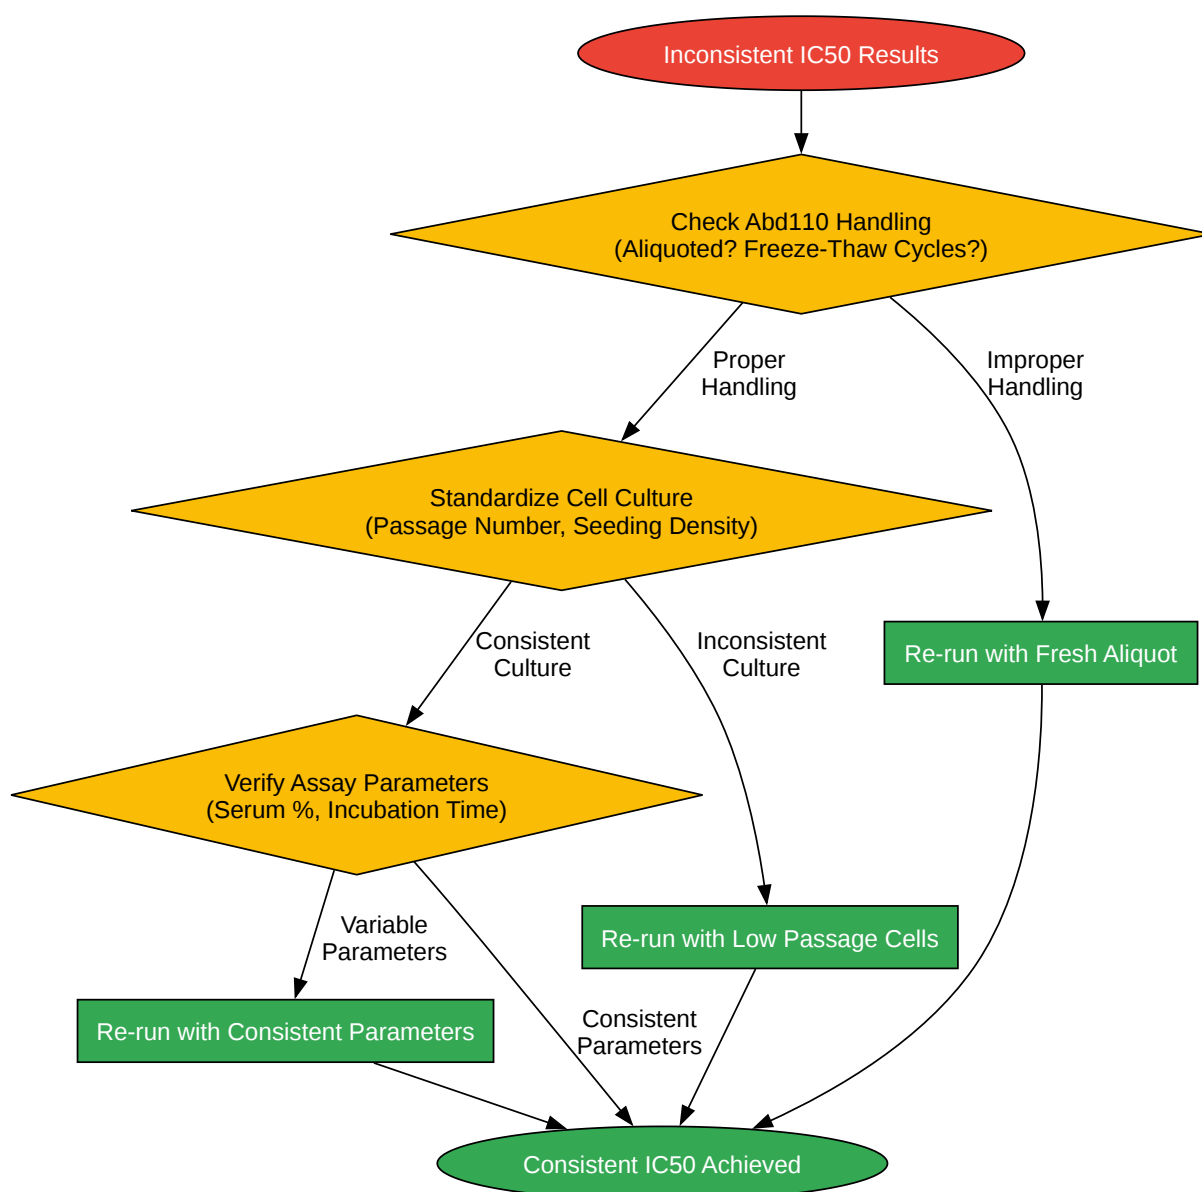 Inconsistent IC50 Results
Check Abd110 Handling
(Aliquoted? Freeze-Thaw Cycles?)
Proper
Handling
Improper
Handling
Standardize Cell Culture
(Passage Number, Seeding Density)
Consistent
Culture
Inconsistent
Culture
Re-run with Fresh Aliquot
Verify Assay Parameters
(Serum %, Incubation Time)
Variable
Parameters
Re-run with Low Passage Cells
Re-run with Consistent Parameters
Consistent
Parameters
Consistent IC50 Achieved